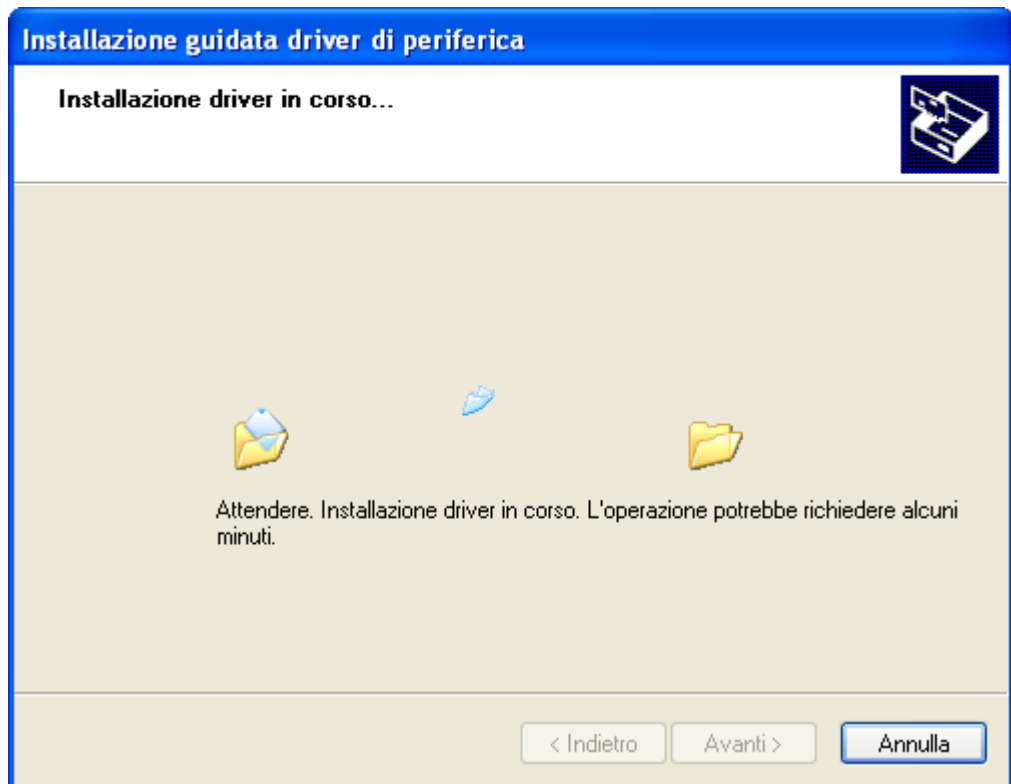 Installazione guidata driver di periferica
Installazione driver in corso...
Attendere. Installazione driver in corso. L'operazione potrebbe richiedere alcuni
minuti.
< Indietro
Avanti >
Annulla